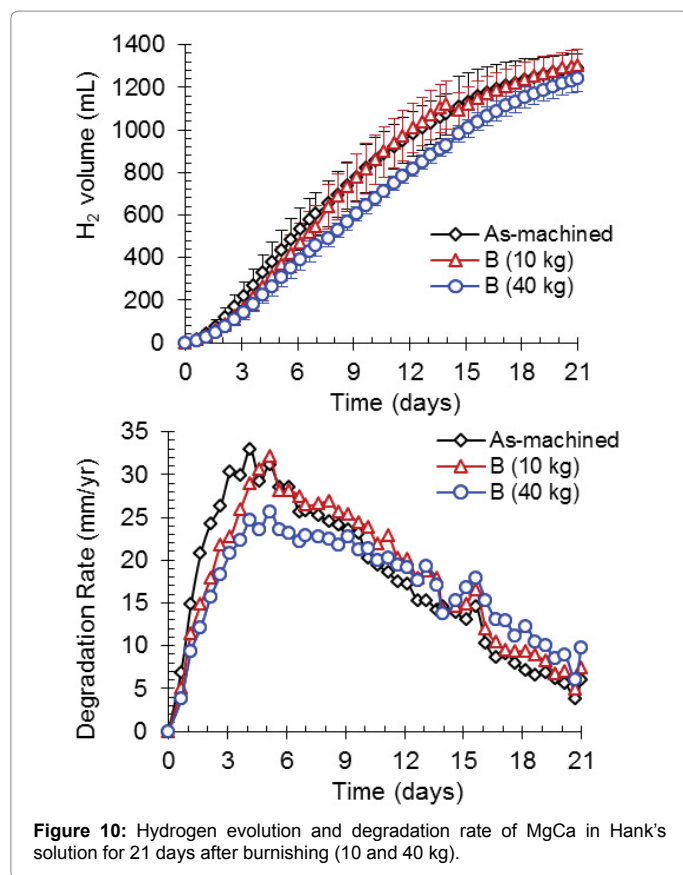 1400
1200
1000
800
600
400
200
0
H2 volume (mL)
As-machined
B (10 kg)
B (40 kg)
0 3 6 9 12 15 18 21
Time (days)
35
30
25
20
15
10
5
0
Degradation Rate (mm/yr)
As-machined
B (10 kg)
B (40 kg)
0 3 6 9 12 15 18 21
Time (days)
Figure 10: Hydrogen evolution and degradation rate of MgCa in Hank's
solution for 21 days after burnishing (10 and 40 kg).